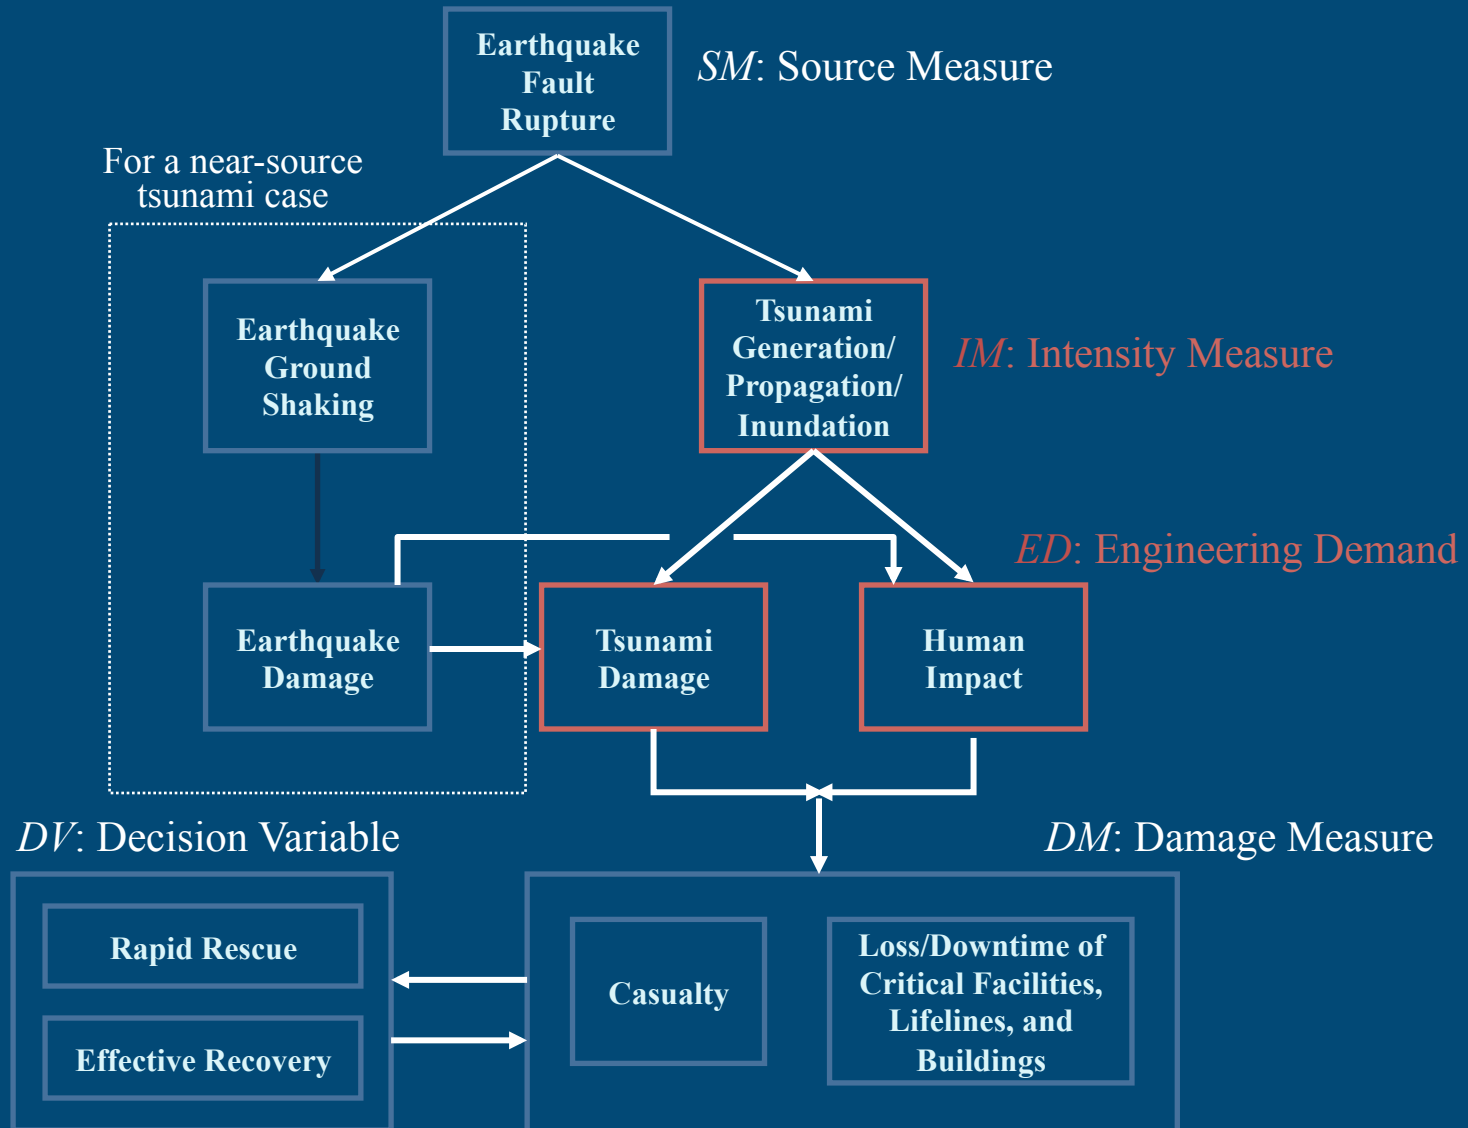 Earthquake
Fault
Rupture
SM: Source Measure
For a near-source
tsunami case
Earthquake
Ground
Shaking
Tsunami
Generation/
Propagation/
Inundation
IM: Intensity Measure
ED: Engineering Demand
Earthquake
Damage
Tsunami
Damage
Human
Impact
DV: Decision Variable
DM: Damage Measure
Rapid Rescue
Effective Recovery
Casualty
Loss/Downtime of
Critical Facilities,
Lifelines, and
Buildings